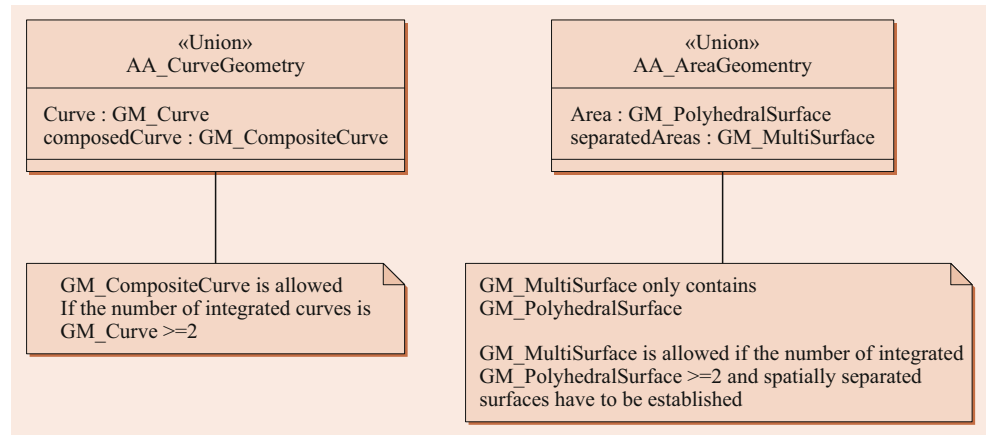 «Union»
AA_CurveGeometry
Curve : GM_Curve
composedCurve : GM_CompositeCurve
GM_CompositeCurve is allowed
If the number of integrated curves is
GM_Curve >=2
«Union»
AA_AreaGeomentry
Area : GM_PolyhedralSurface
separatedAreas : GM_MultiSurface
GM_MultiSurface only contains
GM_PolyhedralSurface
GM_MultiSurface is allowed if the number of integrated
GM_PolyhedralSurface >=2 and spatially separated
surfaces have to be established